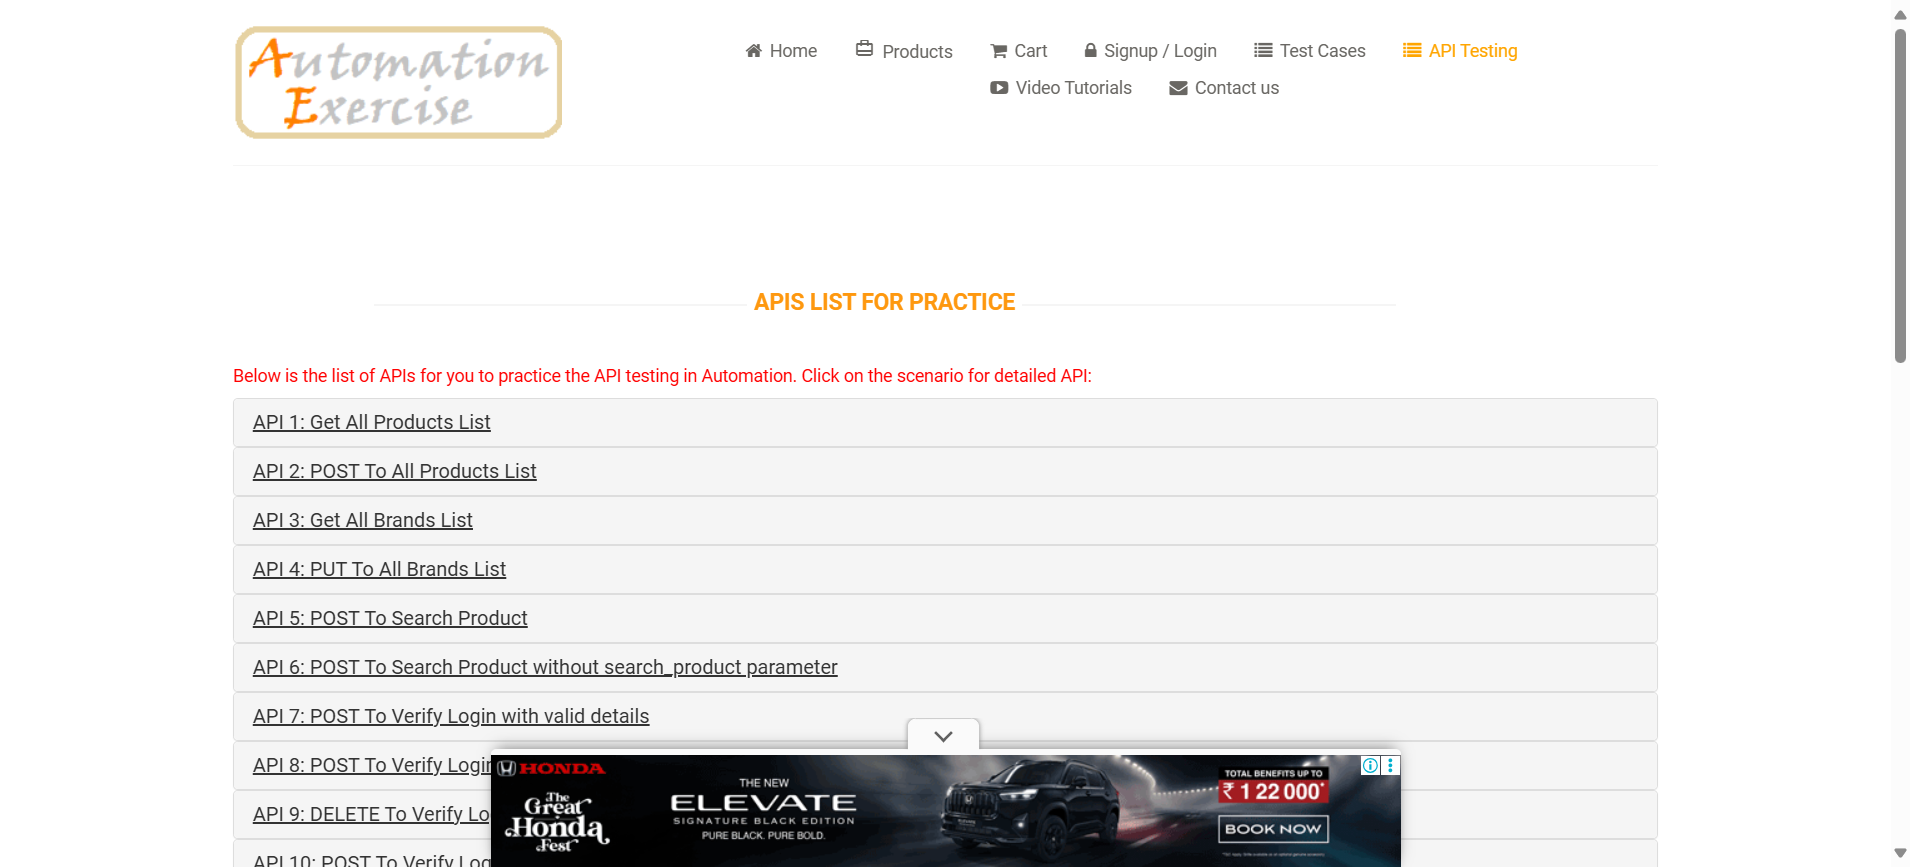 Automation
Exercise
Home
Products
Cart
Signup / Login
Test Cases
API Testing
Video Tutorials
Contact us
APIS LIST FOR PRACTICE
Below is the list of APIs for you to practice the API testing in Automation. Click on the scenario for detailed API:
API 1: Get All Products List
API 2: POST To All Products List
API 3: Get All Brands List
API 4: PUT To All Brands List
API 5: POST To Search Product
API 6: POST To Search Product without search_product parameter
API 7: POST To Verify Login with valid details
API 8: POST To Verify Login
API 9: DELETE To Verify Lo
API 10: POST To Verify Log
HONDA
The
Great
Honda
Fest
THE NEW
ELEVATE
SIGNATURE BLACK EDITION
PURE BLACK. PURE BOLD.
TOTAL BENEFITS UP TO
₹ 1 22 000*
BOOK NOW